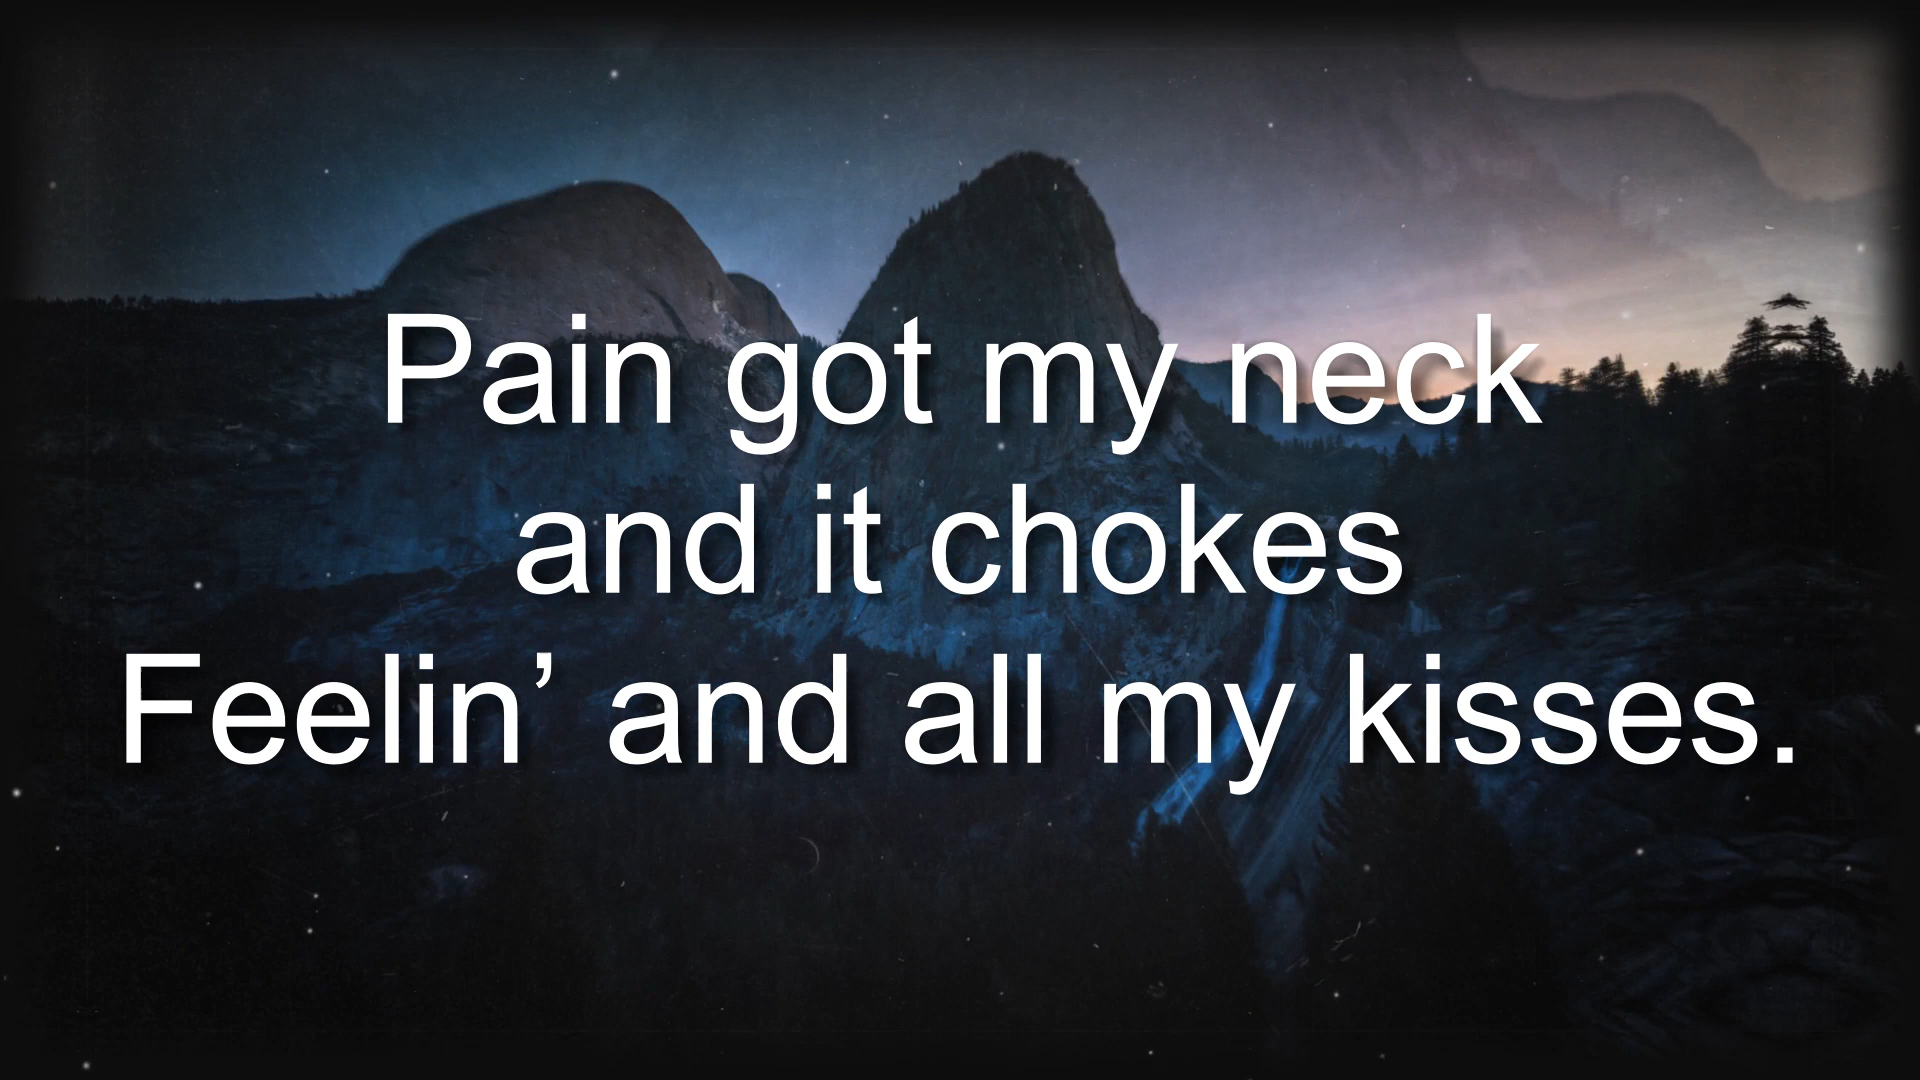 Pain got my neck
and it chokes
Feelin’ and all my kisses.